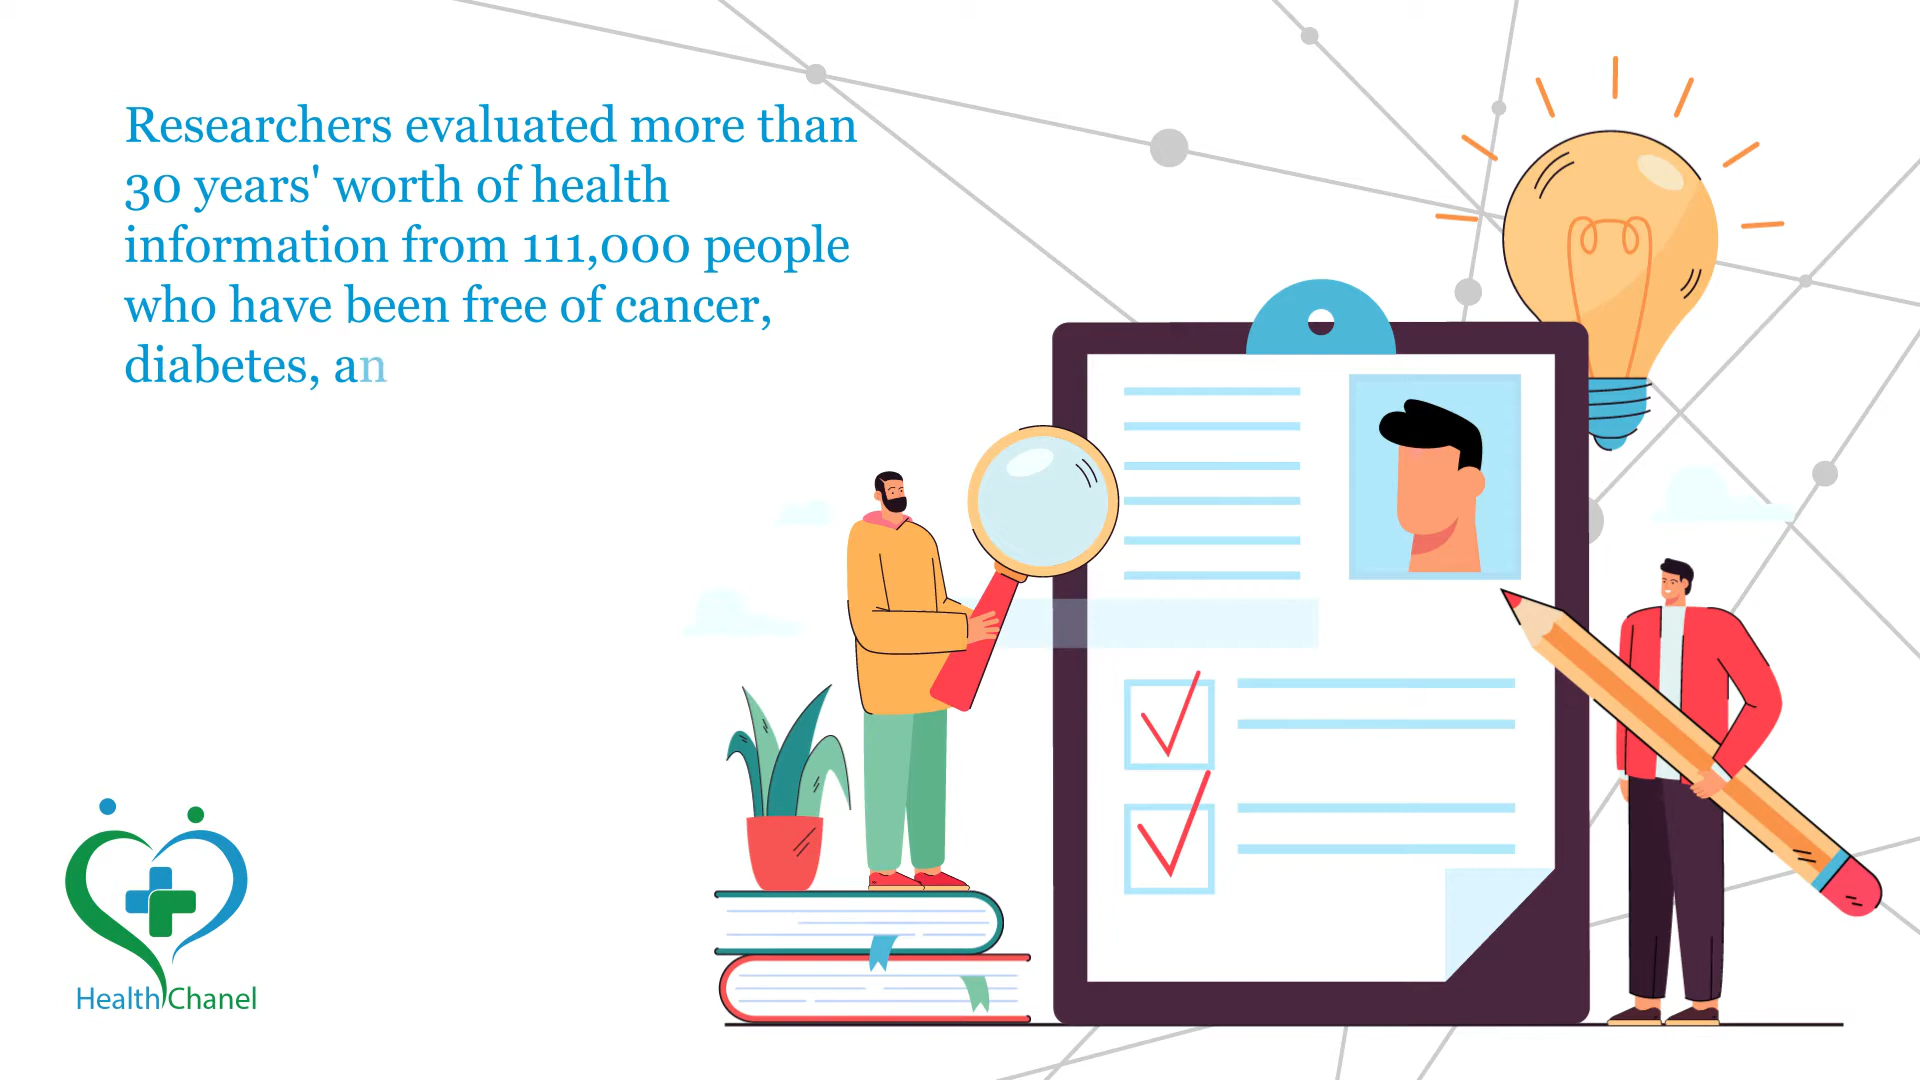 Researchers evaluated more than
30 years' worth of health
information from 111,000 people
who have been free of cancer,
diabetes, an
Health Chanel